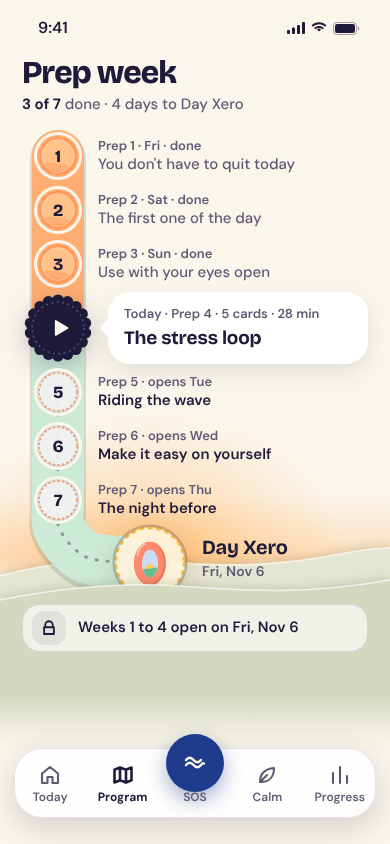 9:41
Prep week
3 of 7 done · 4 days to Day Xero
1
Prep 1 · Fri · done
You don't have to quit today
2
Prep 2 · Sat · done
The first one of the day
3
Prep 3 · Sun · done
Use with your eyes open
Today · Prep 4 · 5 cards · 28 min
The stress loop
5
Prep 5 · opens Tue
Riding the wave
6
Prep 6 · opens Wed
Make it easy on yourself
7
Prep 7 · opens Thu
The night before
Day Xero
Fri, Nov 6
Weeks 1 to 4 open on Fri, Nov 6
Today
Program
SOS
Calm
Progress